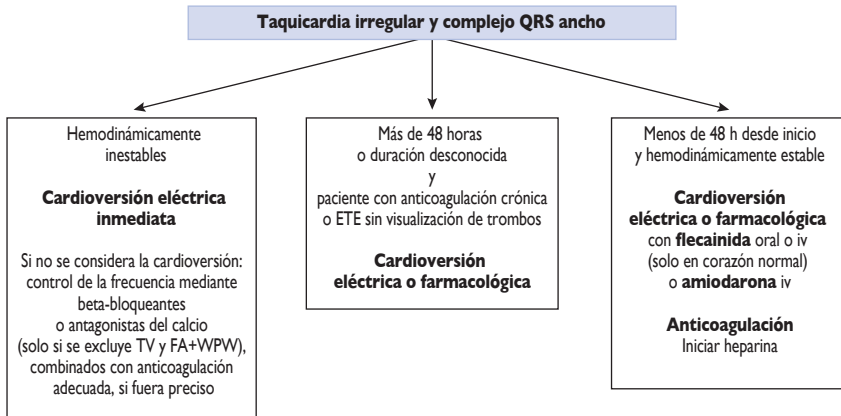 Taquicardia irregular y complejo QRS ancho
Hemodinámicamente
inestables
Cardioversión eléctrica
inmediata
Si no se considera la cardioversión:
control de la frecuencia mediante
beta-bloqueantes
o antagonistas del calcio
(solo si se excluye TV y FA+WPW),
combinados con anticoagulación
adecuada, si fuera preciso
Más de 48 horas
o duración desconocida
y
paciente con anticoagulación crónica
o ETE sin visualización de trombos
Cardioversión
eléctrica o farmacológica
Menos de 48 h desde inicio
y hemodinámicamente estable
Cardioversión
eléctrica o farmacológica
con flecainida oral o iv
(solo en corazón normal)
o amiodarona iv
Anticoagulación
Iniciar heparina